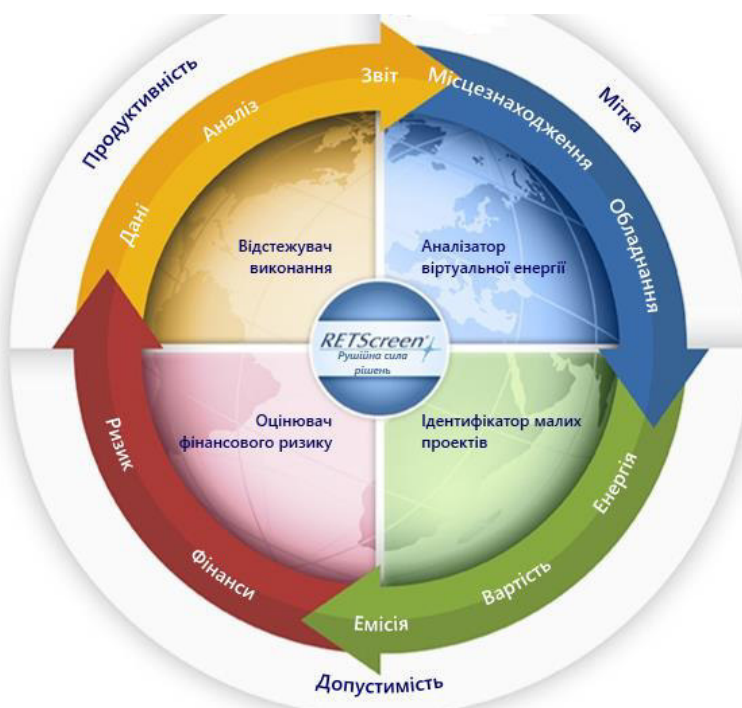 Продуктивність
Дані
Аналіз
Звіт
Місцезнаходження
Мітка
Обладнання
Відстежувач
виконання
Аналізатор
віртуальної енергії
RETScreen®
Рушійна сила
рішень
Оцінювач
фінансового ризику
Ідентифікатор малих
проектів
Енергія
Вартість
Емісія
Фінанси
Ризик
Допустимість